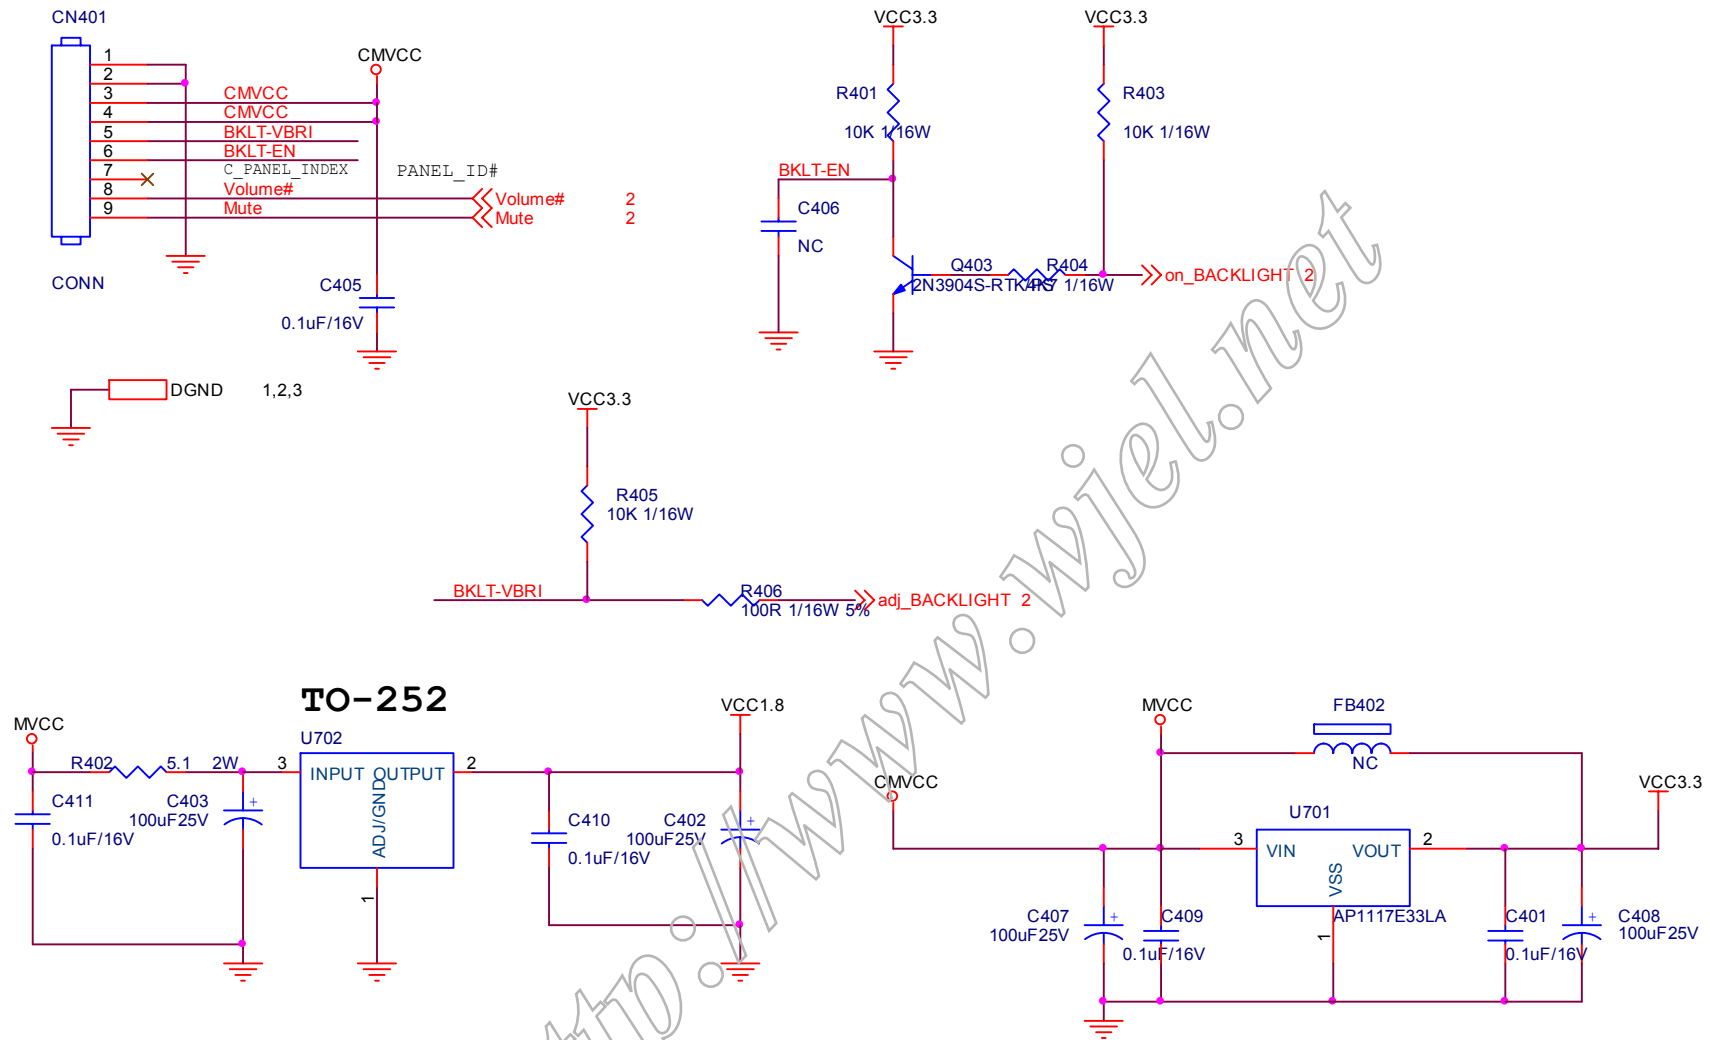 CN401
1
2
3
4
5
6
7
8
9
CMVCC
CMVCC
BKLT-VBRI
BKLT-EN
C_PANEL_INDEX
Volume#
Mute
PANEL_ID#
CMVCC
Volume# 2
Mute 2
CONN
C405
0.1uF/16V
DGND 1,2,3
VCC3.3
R401
10K 1/16W
BKLT-EN
C406
NC
VCC3.3
R403
10K 1/16W
Q403
2N3904S-RTK/PS
R404
4K7 1/16W
on_BACKLIGHT 2
VCC3.3
R405
10K 1/16W
BKLT-VBRI
R406
100R 1/16W 5%
adj_BACKLIGHT 2
TO-252
MVCC
R402 5.1 2W
C411
0.1uF/16V
C403
100uF25V
+
U702
3
INPUT OUTPUT
ADJ/GND
2
1
VCC1.8
C410
0.1uF/16V
C402
100uF25V
+
MVCC
FB402
NC
CMVCC
VCC3.3
U701
3
VIN VOUT
VSS
2
1
AP1117E33LA
C407
100uF25V
+
C409
0.1uF/16V
C401
0.1uF/16V
C408
100uF25V
+
ttp://www.wjel.net